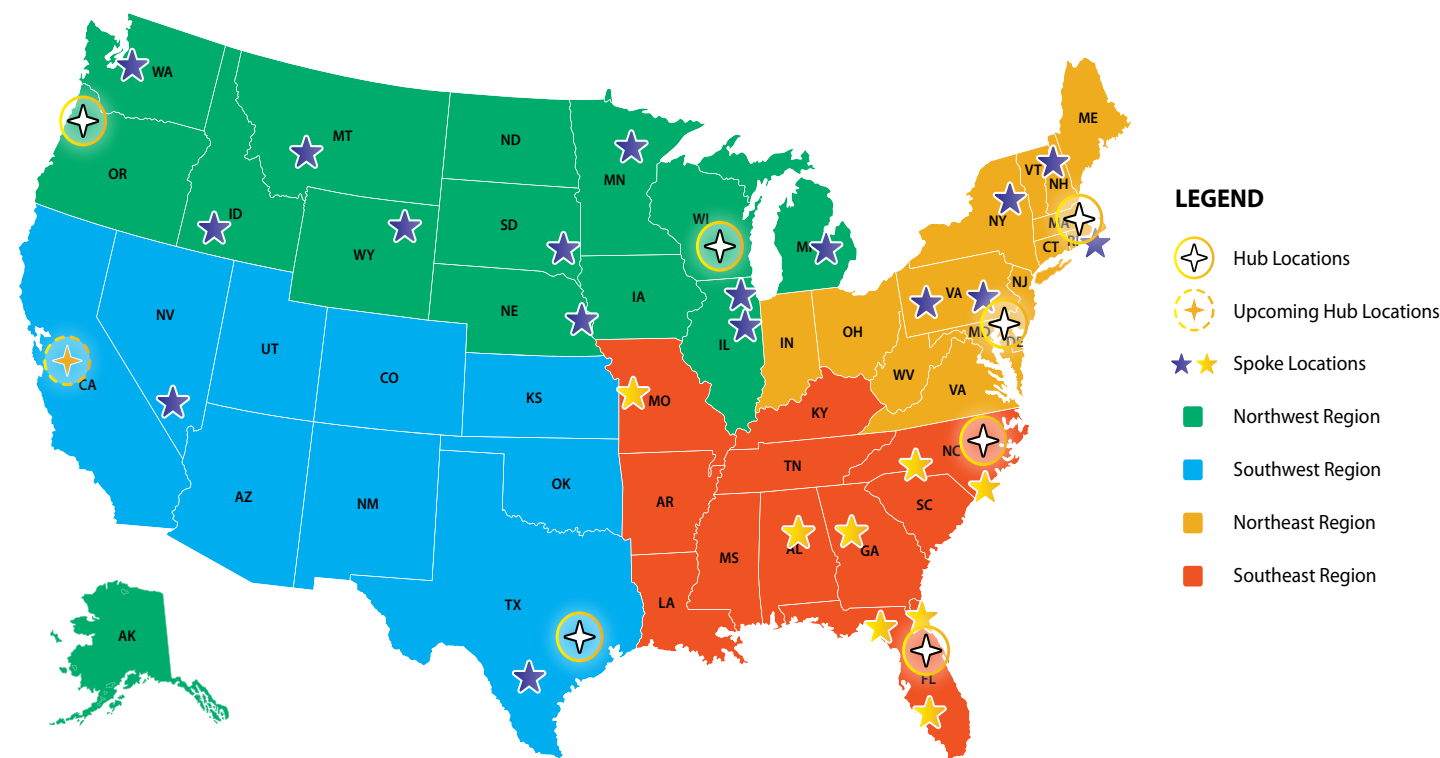 WA
MT
ND
MN
ME
OR
ID
WY
SD
WI
MI
VT
NH
NY
MA
CT
RI
NE
IA
IL
IN
OH
VA
NJ
MD
DE
WV
VA
NV
UT
CO
CA
KS
MO
KY
AZ
NM
OK
AR
TN
NC
SC
TX
LA
MS
AL
GA
FL
AK
LEGEND
Hub Locations
Upcoming Hub Locations
Spoke Locations
Northwest Region
Southwest Region
Northeast Region
Southeast Region